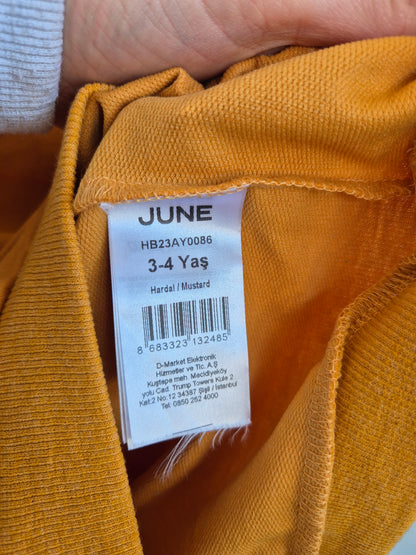 JUNE
HB23AY0086
3-4 Yaş
Hardal / Mustard
8 683323 132485
D-Market Elektronik
Hizmetler ve Tic. A.Ş
Kuştepe meh. Mecidiyeköy
yolu Cad. Trump Towers Kule 2
Kat:2 No:12 34387 Şişli / İstanbul
Tel: 0850 252 4000